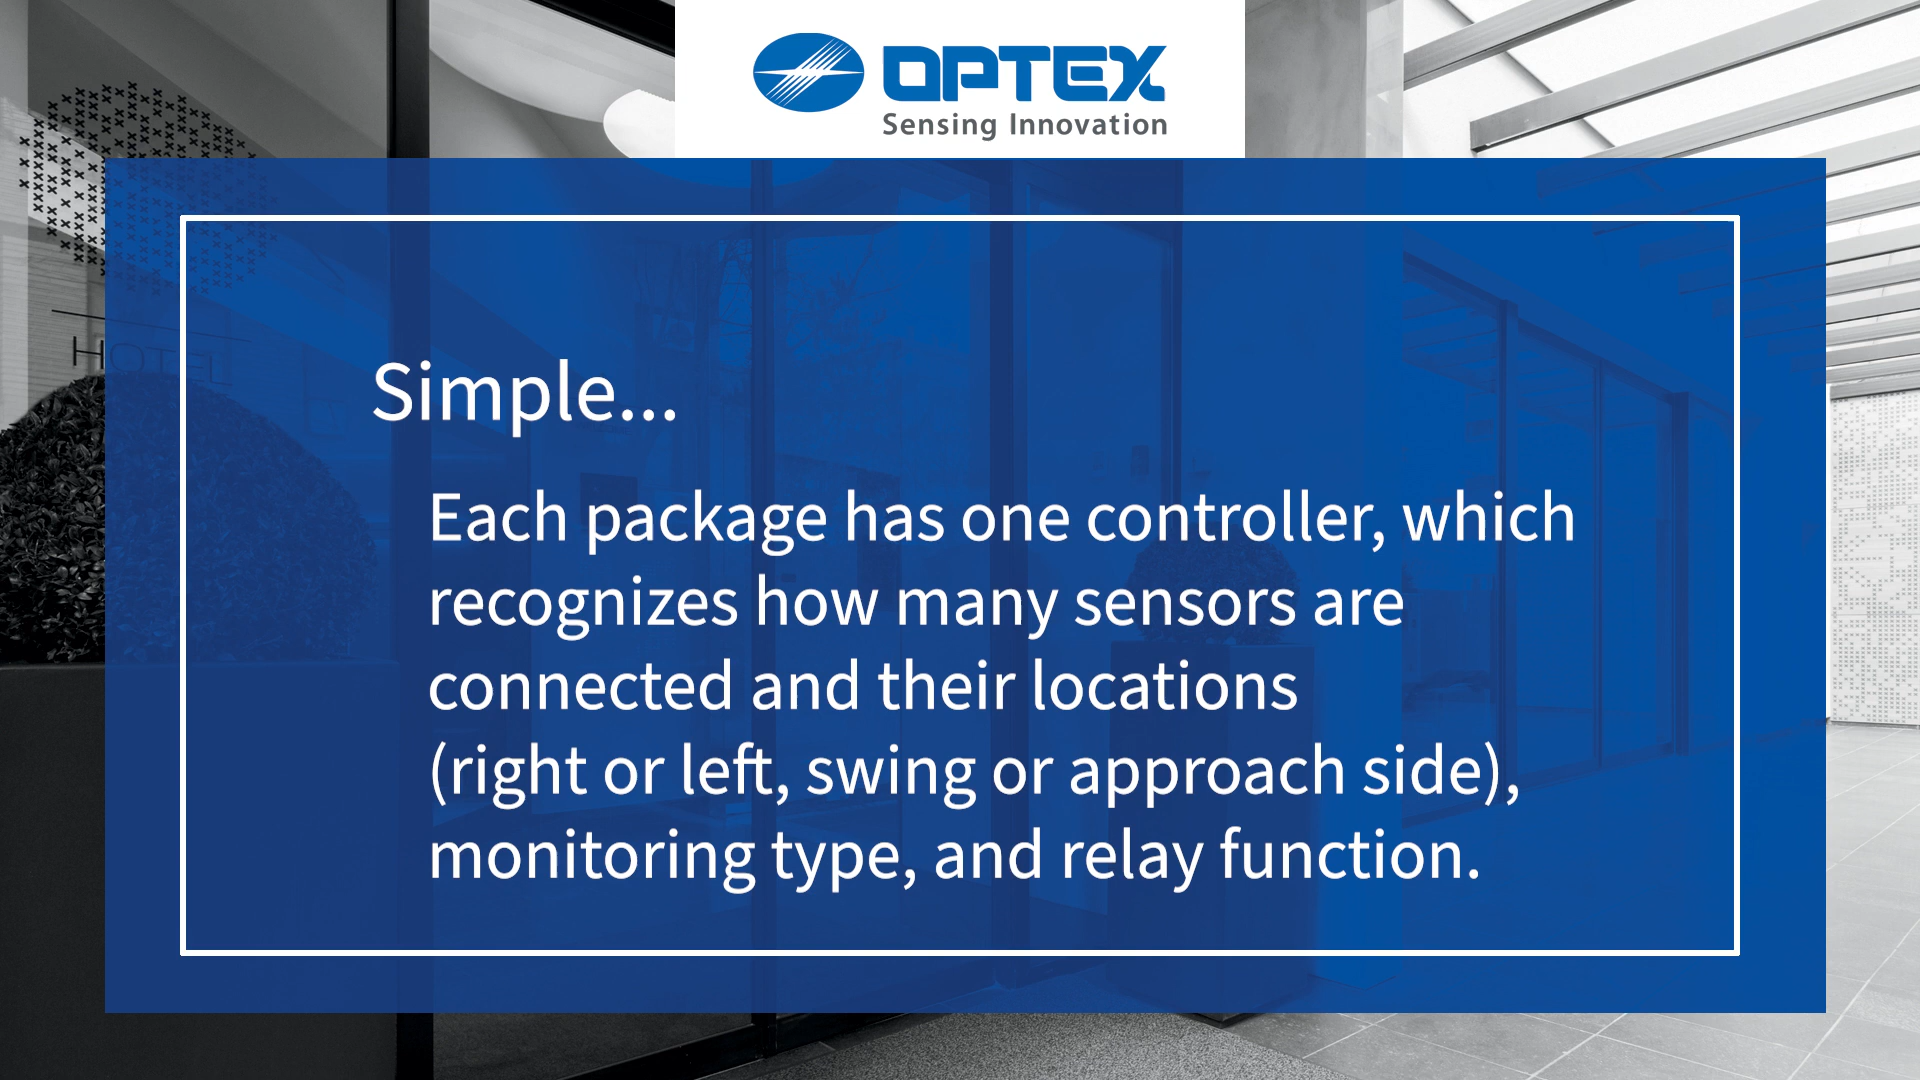 OPTEX
Sensing Innovation
HOTEL
Simple...
Each package has one controller, which
recognizes how many sensors are
connected and their locations
(right or left, swing or approach side),
monitoring type, and relay function.